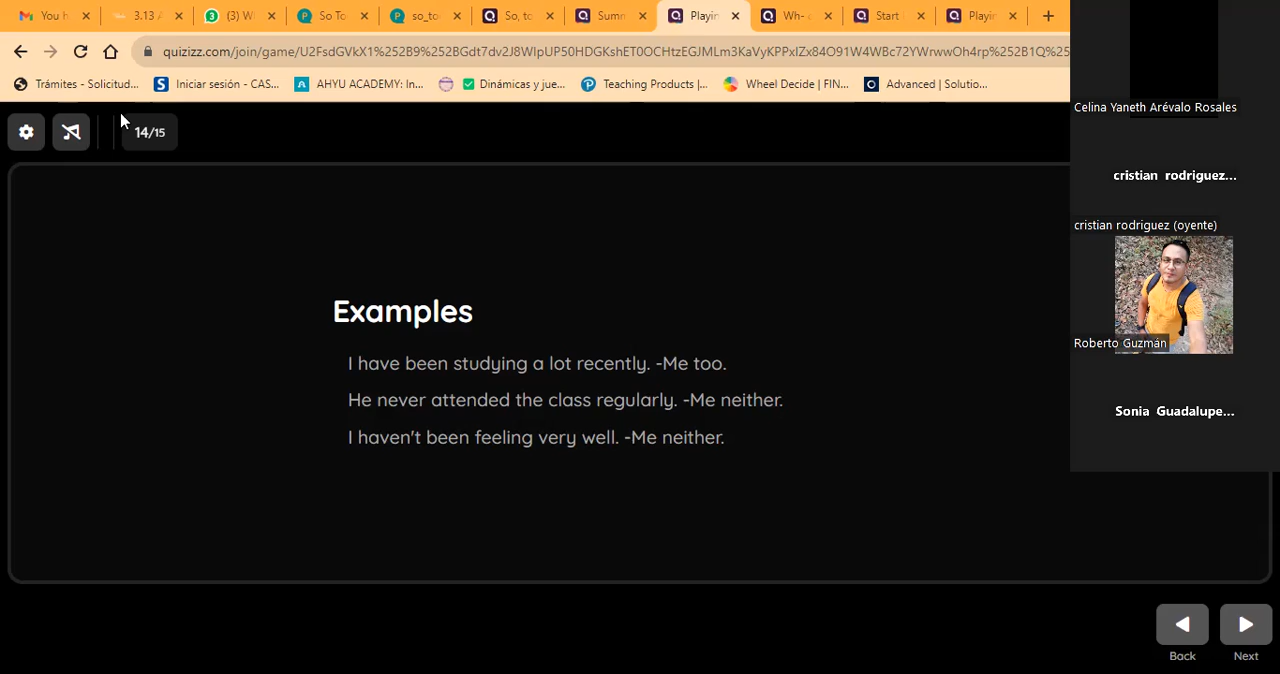 You h
3.13
(3) W
So To
so_to
So, to
Summ
Playin
Wh-
Start
Playin
quizizz.com/join/game/U2FsdGVkX1%252B9%252BGdt7dv2J8WIpUP50HDGKshET0OCHtzEGJMLm3KaVyKPPxIZx84O91W4WBc72YWrwwOh4rp%252B1Q%25
Trámites - Solicitud...
Iniciar sesión - CAS...
AHYU ACADEMY: In...
Dinámicas y jue...
Teaching Products |...
Wheel Decide | FIN...
Advanced | Solutio...
14/15
Examples
I have been studying a lot recently. -Me too.
He never attended the class regularly. -Me neither.
I haven't been feeling very well. -Me neither.
Celina Yaneth Arévalo Rosales
cristian rodriguez...
cristian rodriguez (oyente)
Roberto Guzmán
Sonia Guadalupe...
Back
Next